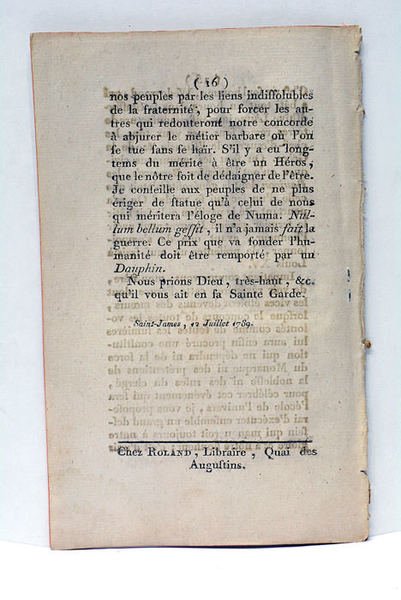 ( 16 )
nos peuples par les liens indiſſolubles
de la fraternité, pour forcer les au-
tres qui redouteront notre concorde
à abjurer le métier barbare où l'on
ſe tue ſans ſe haïr. S'il y a eu long-
tems du mérite à être un Héros,
que le nôtre ſoit de dédaigner de l'être.
Je conſeille aux peuples de ne plus
ériger de ſtatue qu'à celui de nous
qui méritera l'éloge de Numa. Nul-
lum bellum geſſit, il n'a jamais fait la
guerre. Ce prix que va fonder l'hu-
manité doit être remporté par un
Dauphin.
Nous prions Dieu, très-haut, &c.
qu'il vous ait en ſa Sainte Garde.
Saint-James, 12 Juillet 1789.
Chez ROLAND, Libraire, Quai des
Auguſtins.